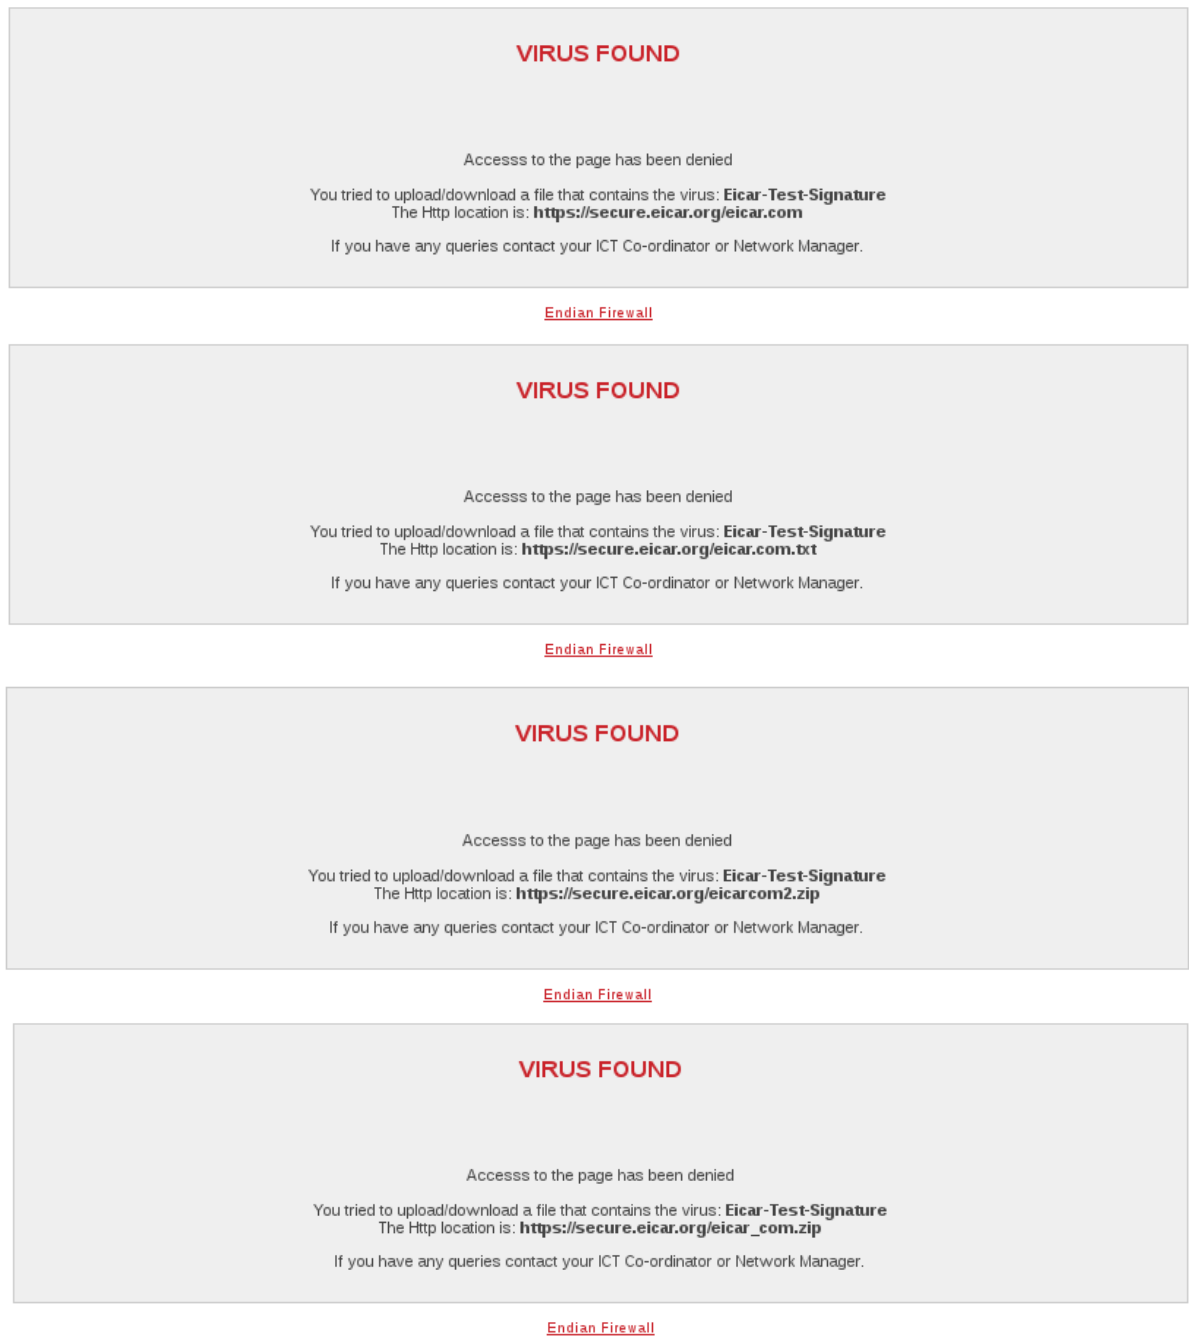 VIRUS FOUND
Accesss to the page has been denied
You tried to upload/download a file that contains the virus: Eicar-Test-Signature
The Http location is: https://secure.eicar.org/eicar.com
If you have any queries contact your ICT Co-ordinator or Network Manager.
Endian Firewall
VIRUS FOUND
Accesss to the page has been denied
You tried to upload/download a file that contains the virus: Eicar-Test-Signature
The Http location is: https://secure.eicar.org/eicar.com.txt
If you have any queries contact your ICT Co-ordinator or Network Manager.
Endian Firewall
VIRUS FOUND
Accesss to the page has been denied
You tried to upload/download a file that contains the virus: Eicar-Test-Signature
The Http location is: https://secure.eicar.org/eicarcom2.zip
If you have any queries contact your ICT Co-ordinator or Network Manager.
Endian Firewall
VIRUS FOUND
Accesss to the page has been denied
You tried to upload/download a file that contains the virus: Eicar-Test-Signature
The Http location is: https://secure.eicar.org/eicar_com.zip
If you have any queries contact your ICT Co-ordinator or Network Manager.
Endian Firewall